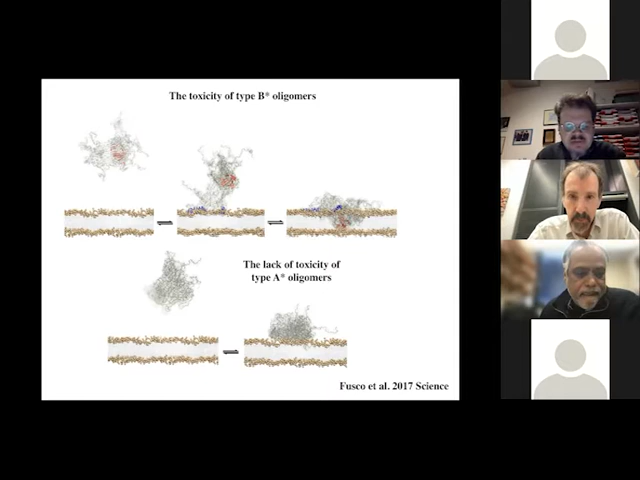 The toxicity of type B* oligomers
The lack of toxicity of
type A* oligomers
Fusco et al. 2017 Science